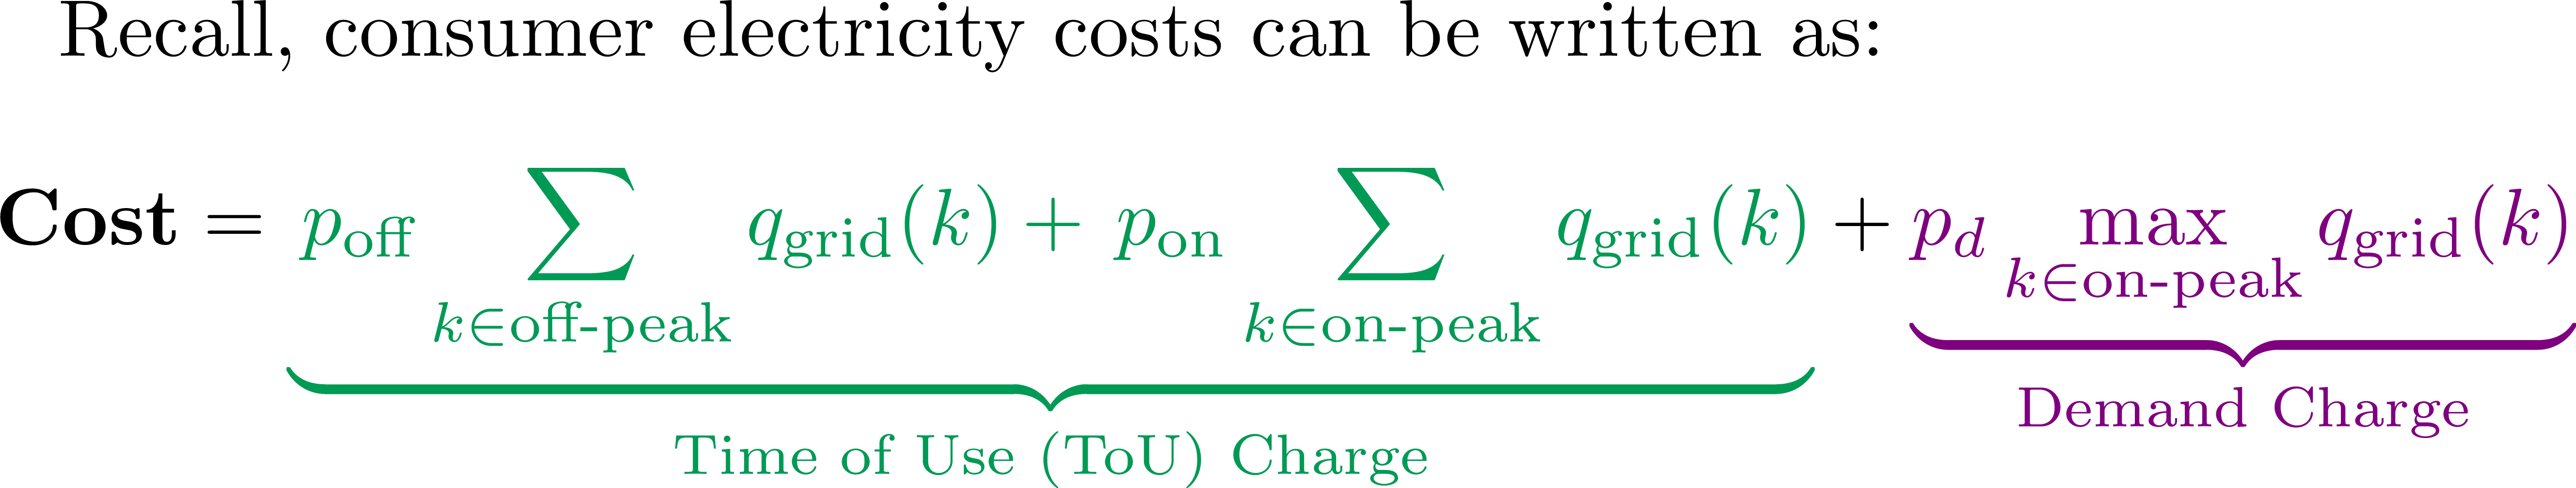 Recall, consumer electricity costs can be written as:
Cost = p_off ∑_{k∈off-peak} q_grid(k) + p_on ∑_{k∈on-peak} q_grid(k) + p_d max_{k∈on-peak} q_grid(k)
Time of Use (ToU) Charge
Demand Charge